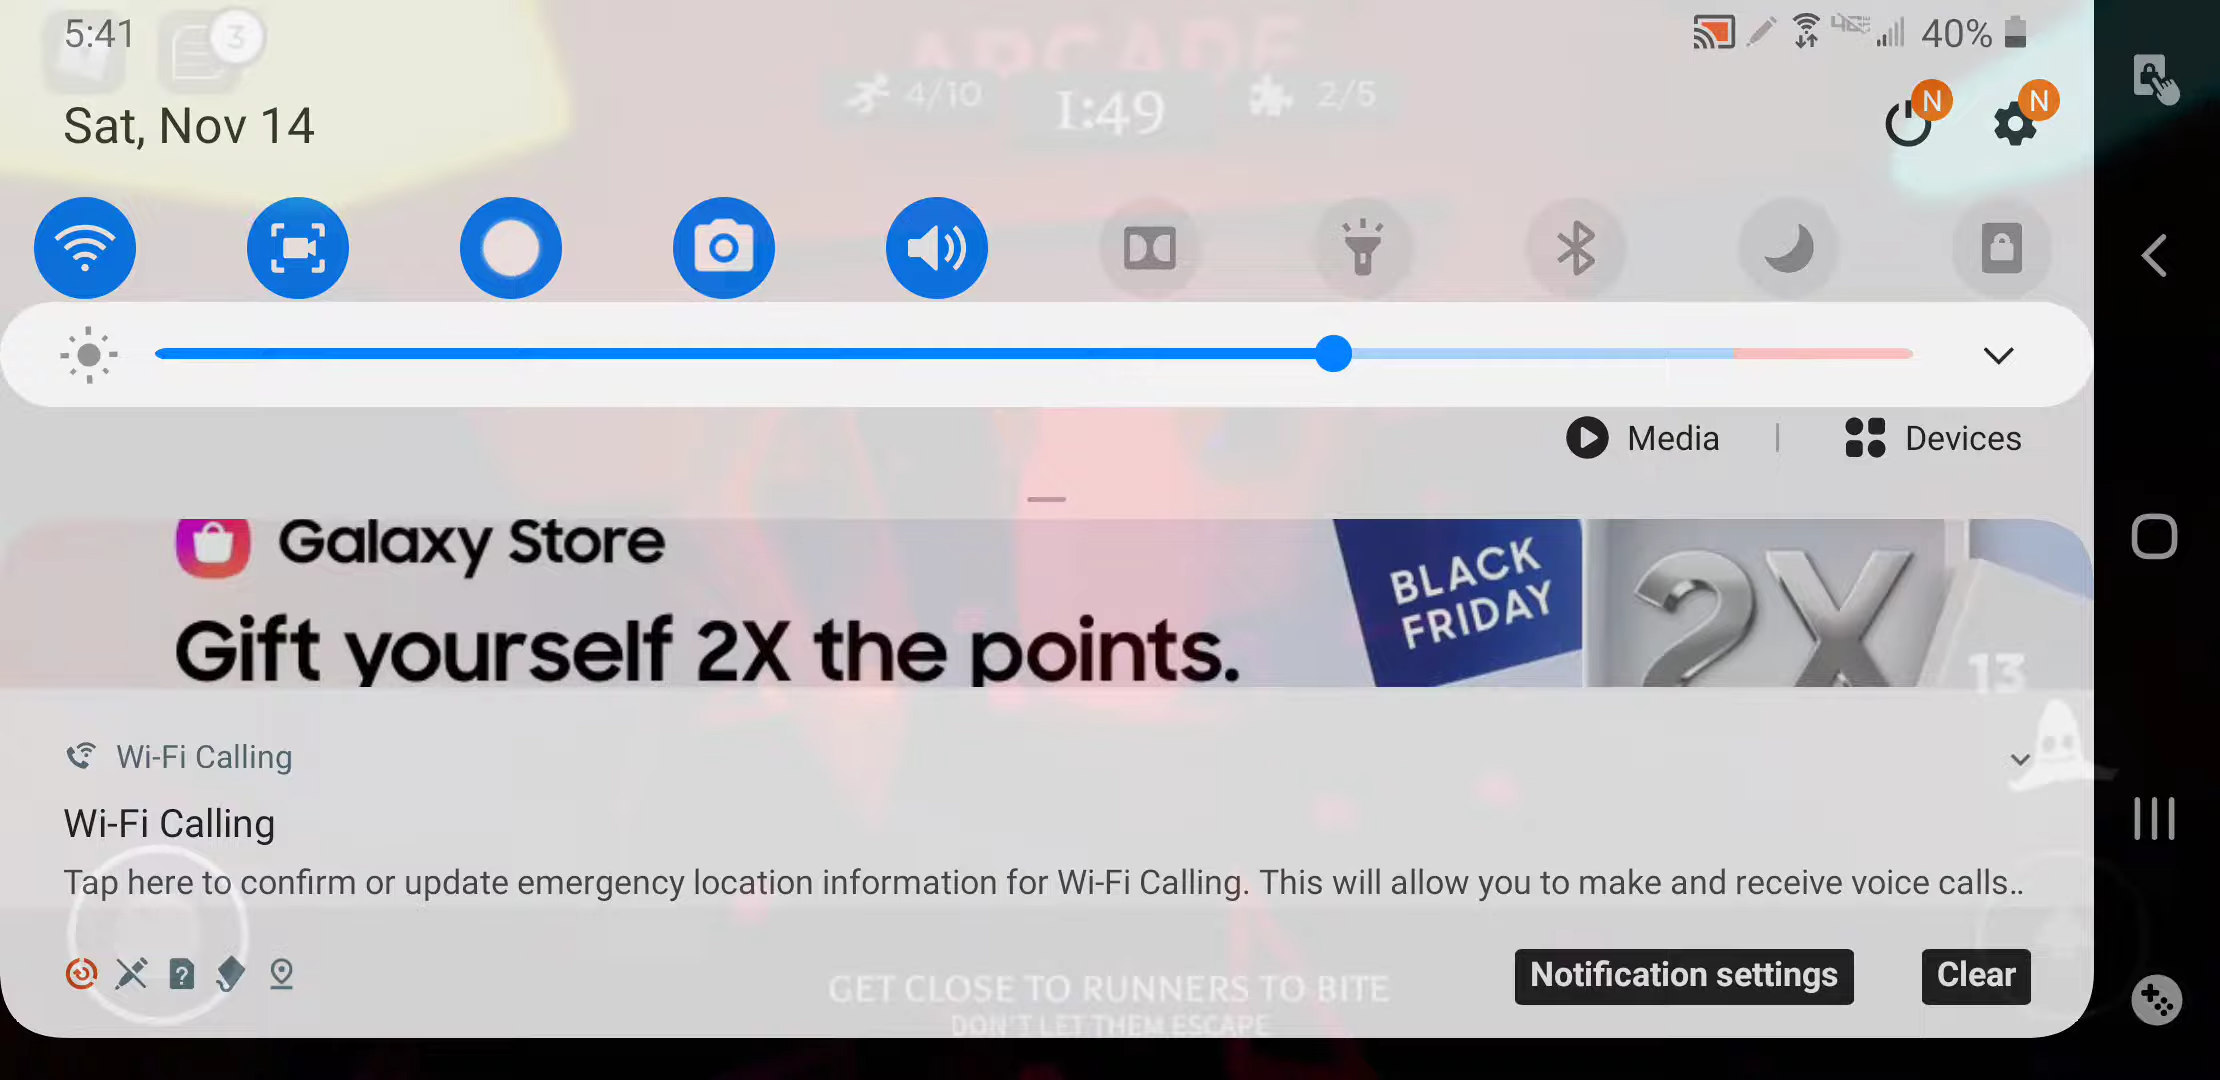 5:41
3
ARCADE
4/10
1:49
2/5
40%
Sat, Nov 14
N
N
Media
Devices
Galaxy Store
Gift yourself 2X the points.
BLACK
FRIDAY
2X
13
Wi-Fi Calling
Wi-Fi Calling
Tap here to confirm or update emergency location information for Wi-Fi Calling. This will allow you to make and receive voice calls..
GET CLOSE TO RUNNERS TO BITE
DON'T LET THEM ESCAPE
Notification settings
Clear